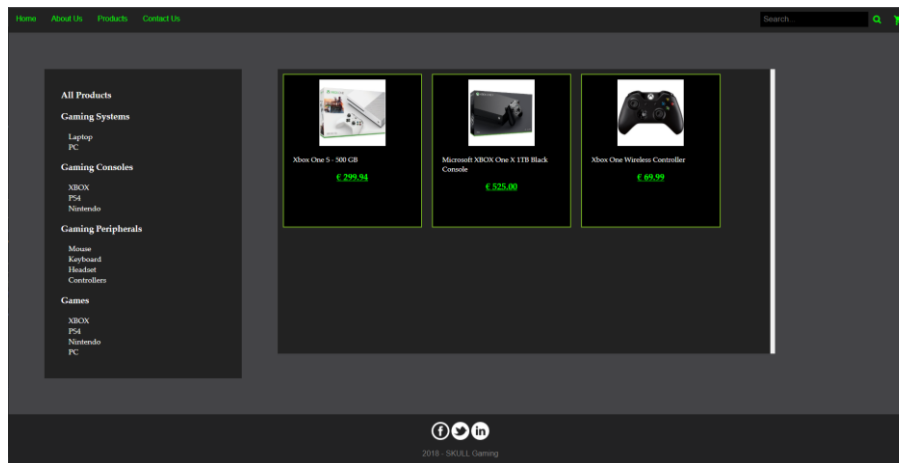 Home About Us Products Contact Us Search...
All Products
Gaming Systems
Laptop
PC
Gaming Consoles
XBOX
PS4
Nintendo
Gaming Peripherals
Mouse
Keyboard
Headset
Controllers
Games
XBOX
PS4
Nintendo
PC
Xbox One S - 500 GB
€ 299.94
Microsoft XBOX One X 1TB Black
Console
€ 525.00
Xbox One Wireless Controller
€ 69.99
2018 - SKULL Gaming